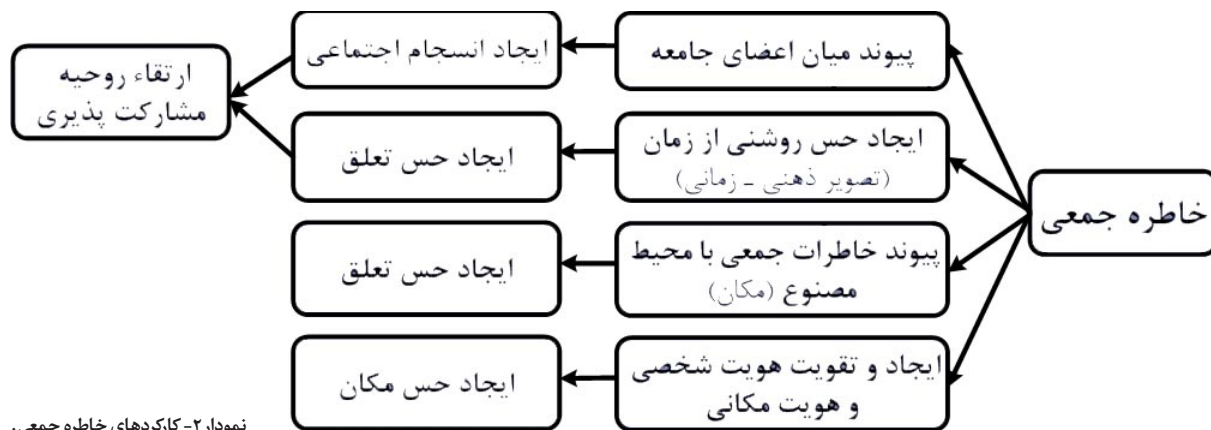 خاطره جمعی
پیوند میان اعضای جامعه
ایجاد انسجام اجتماعی
ارتقاء روحیه
مشارکت پذیری
ایجاد حس روشنی از زمان
(تصویر ذهنی - زمانی)
ایجاد حس تعلق
پیوند خاطرات جمعی با محیط
مصنوع (مکان)
ایجاد حس تعلق
ایجاد و تقویت هویت شخصی
و هویت مکانی
ایجاد حس مکان
نمودار۲- کارکردهای خاطره جمعی.